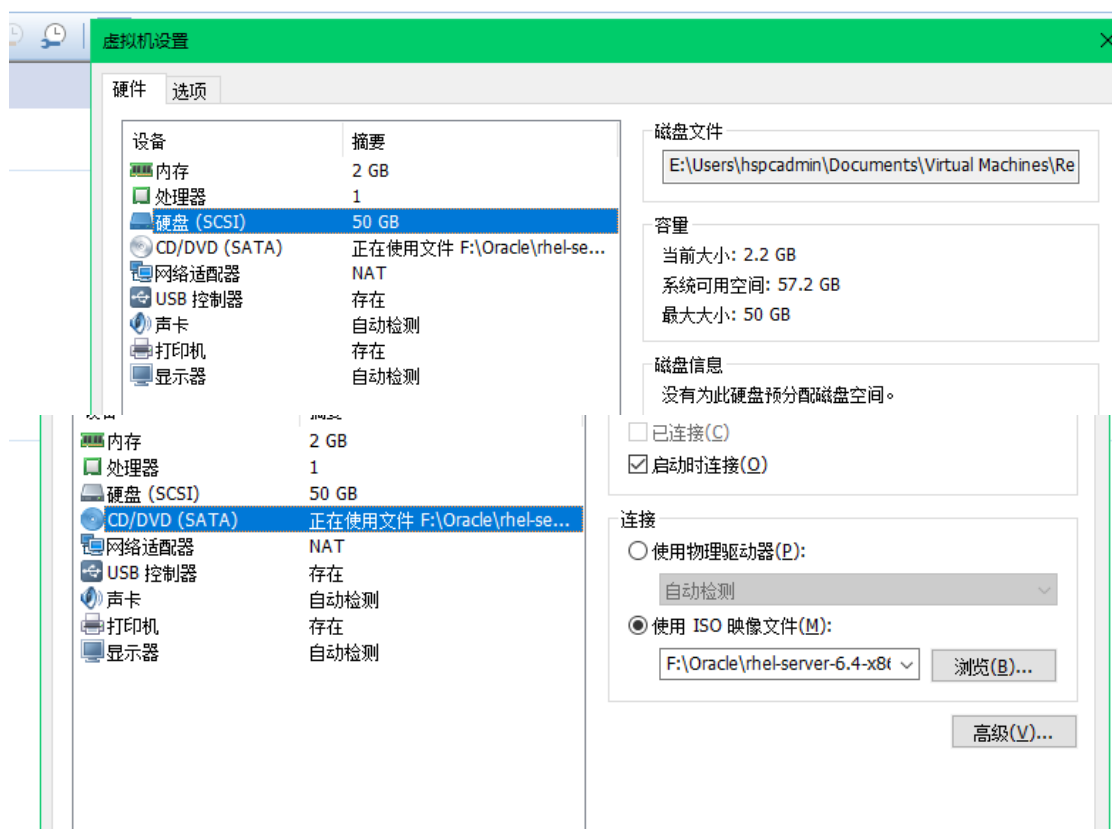 虚拟机设置
硬件 选项
设备 摘要
内存 2 GB
处理器 1
硬盘 (SCSI) 50 GB
CD/DVD (SATA) 正在使用文件 F:\Oracle\rhel-se...
网络适配器 NAT
USB 控制器 存在
声卡 自动检测
打印机 存在
显示器 自动检测
磁盘文件
E:\Users\hspcadmin\Documents\Virtual Machines\Re
容量
当前大小: 2.2 GB
系统可用空间: 57.2 GB
最大大小: 50 GB
磁盘信息
没有为此硬盘预分配磁盘空间。
内存 2 GB
处理器 1
硬盘 (SCSI) 50 GB
CD/DVD (SATA) 正在使用文件 F:\Oracle\rhel-se...
网络适配器 NAT
USB 控制器 存在
声卡 自动检测
打印机 存在
显示器 自动检测
已连接(C)
启动时连接(O)
连接
使用物理驱动器(P):
自动检测
使用 ISO 映像文件(M):
F:\Oracle\rhel-server-6.4-x86
浏览(B)...
高级(V)...